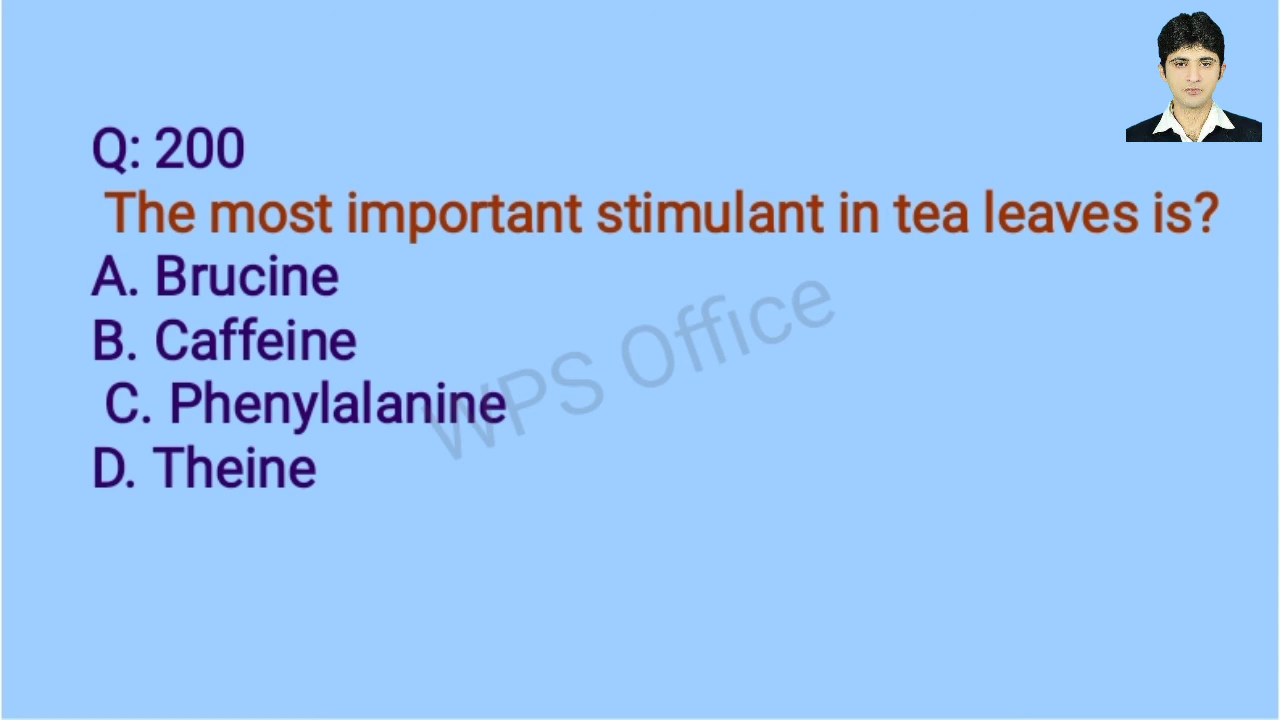 Q: 200
The most important stimulant in tea leaves is?
A. Brucine
B. Caffeine
C. Phenylalanine
D. Theine
WPS Office